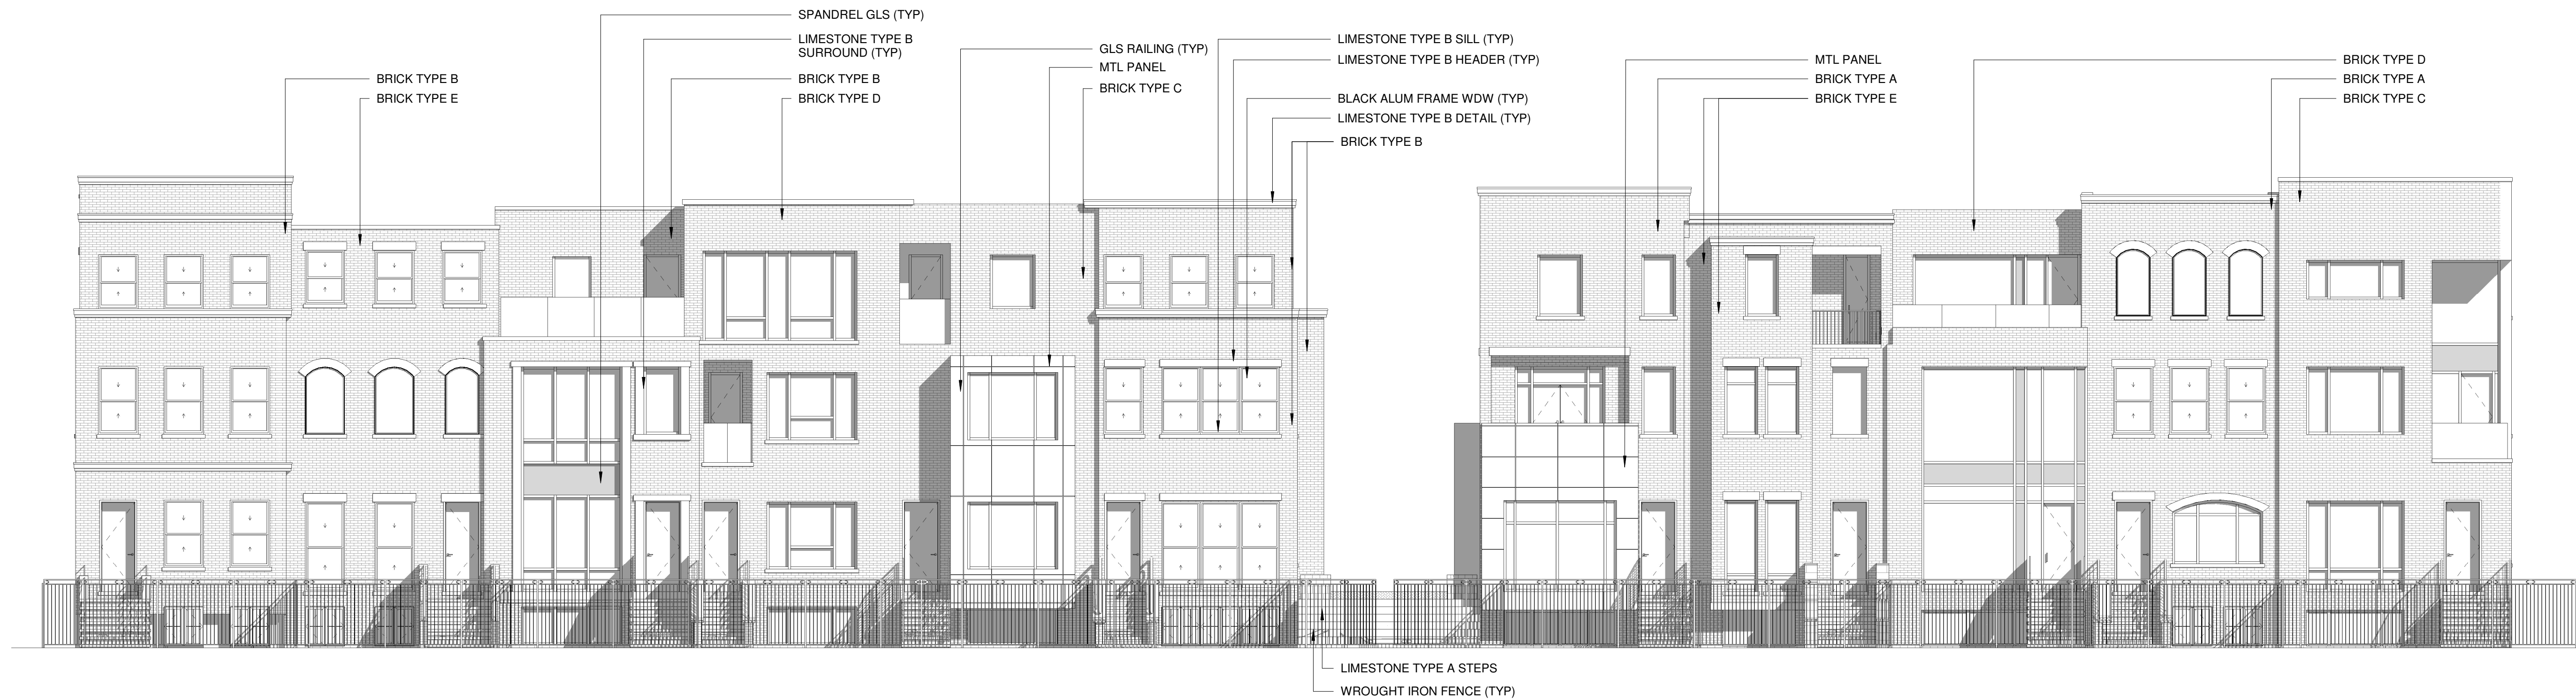 SPANDREL GLS (TYP)
LIMESTONE TYPE B
SURROUND (TYP)
BRICK TYPE B
BRICK TYPE E
BRICK TYPE B
BRICK TYPE D
GLS RAILING (TYP)
MTL PANEL
BRICK TYPE C
LIMESTONE TYPE B SILL (TYP)
LIMESTONE TYPE B HEADER (TYP)
BLACK ALUM FRAME WDW (TYP)
LIMESTONE TYPE B DETAIL (TYP)
BRICK TYPE B
MTL PANEL
BRICK TYPE A
BRICK TYPE E
BRICK TYPE D
BRICK TYPE A
BRICK TYPE C
LIMESTONE TYPE A STEPS
WROUGHT IRON FENCE (TYP)